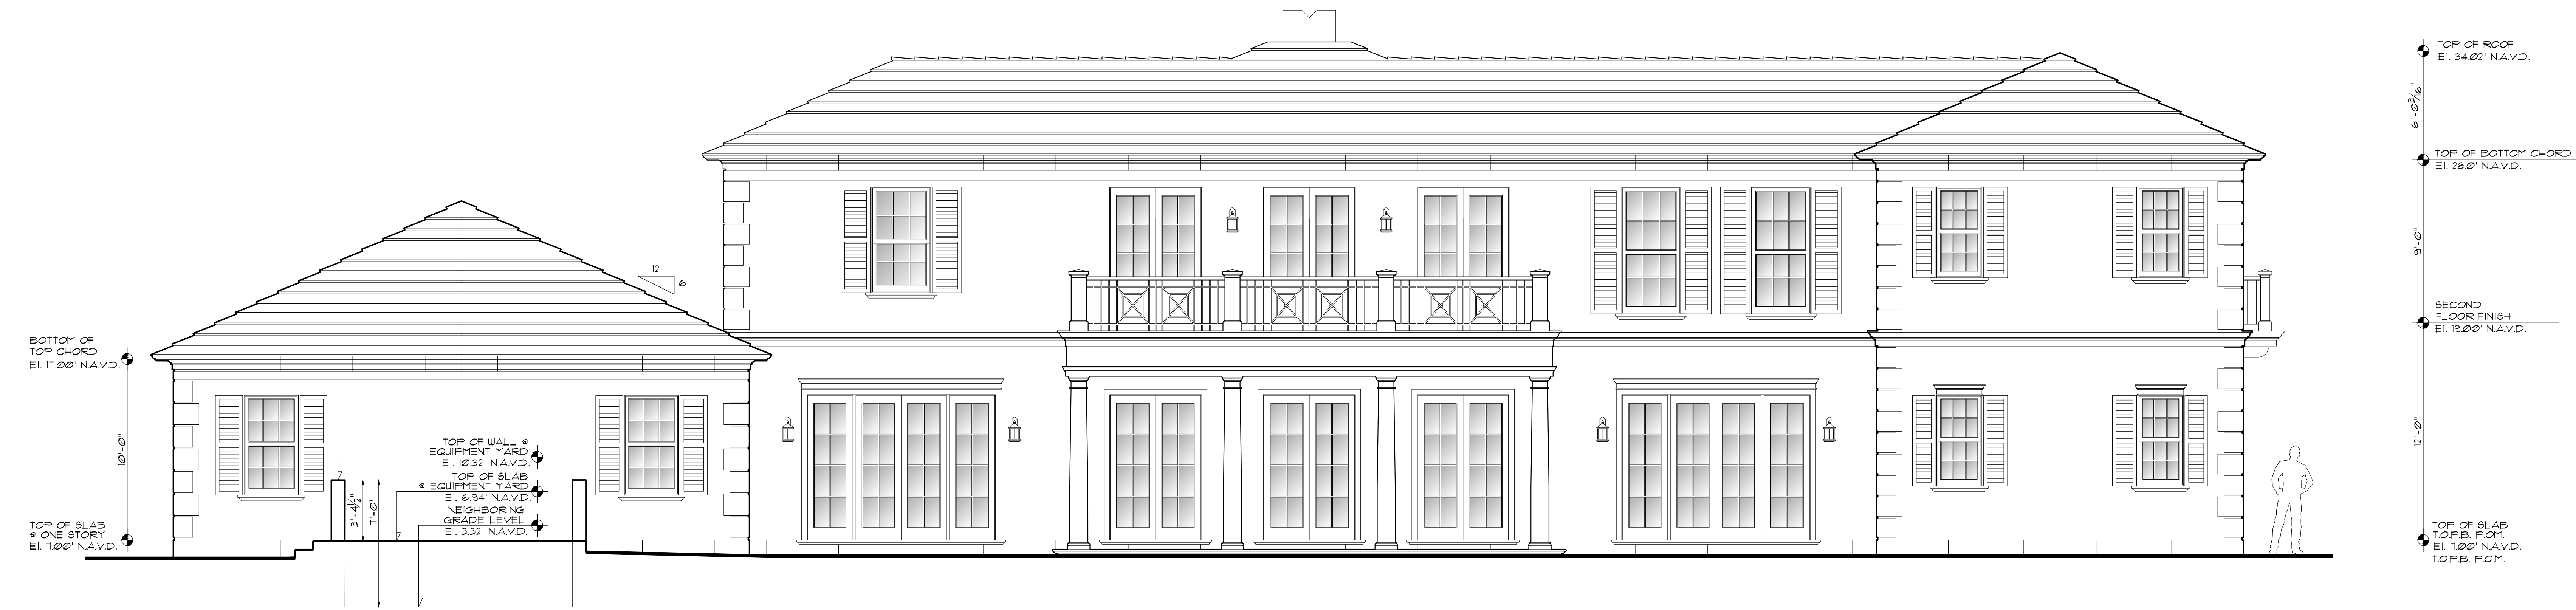 TOP OF ROOF
El. 34.02' N.A.V.D.
6'-0 3/16"
TOP OF BOTTOM CHORD
El. 28.0' N.A.V.D.
9'-0"
SECOND
FLOOR FINISH
El. 19.00' N.A.V.D.
12'-0"
TOP OF SLAB
T.O.P.B. P.O.M.
El. 7.00' N.A.V.D.
T.O.P.B. P.O.M.
12
6
BOTTOM OF
TOP CHORD
El. 17.00' N.A.V.D.
10'-0"
TOP OF SLAB
@ ONE STORY
El. 7.00' N.A.V.D.
TOP OF WALL @
EQUIPMENT YARD
El. 10.32' N.A.V.D.
TOP OF SLAB
@ EQUIPMENT YARD
El. 6.94' N.A.V.D.
NEIGHBORING
GRADE LEVEL
El. 3.32' N.A.V.D.
3'-4½"
7'-0"